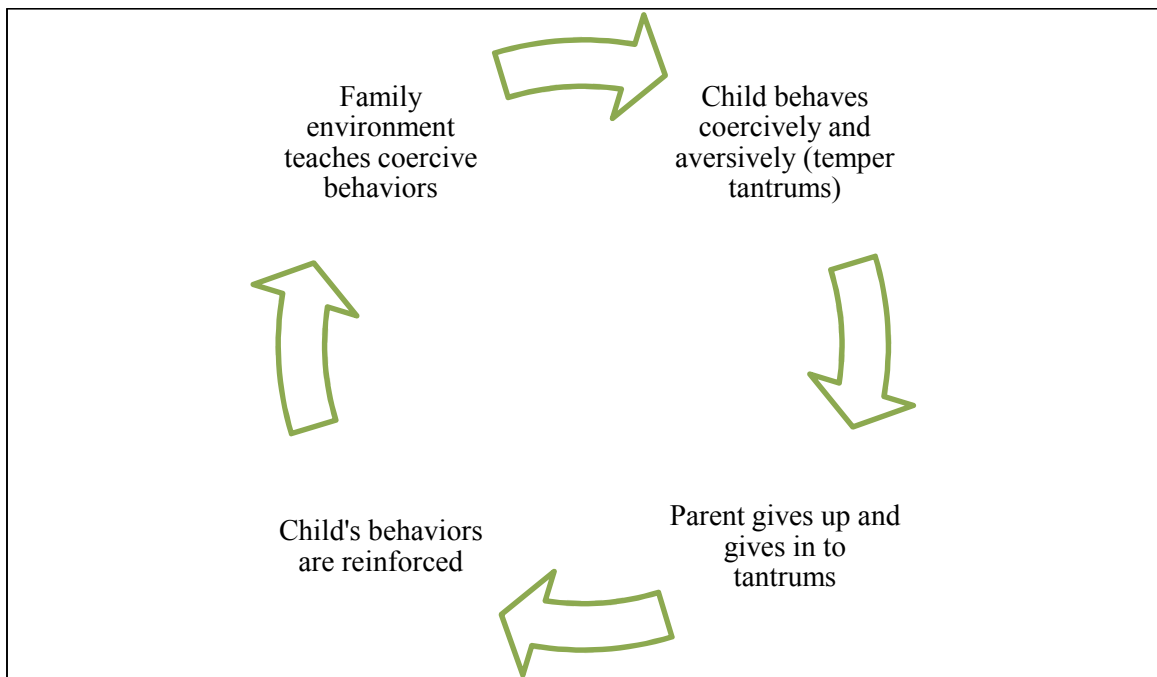 Family
environment
teaches coercive
behaviors
Child behaves
coercively and
aversively (temper
tantrums)
Parent gives up and
gives in to
tantrums
Child's behaviors
are reinforced